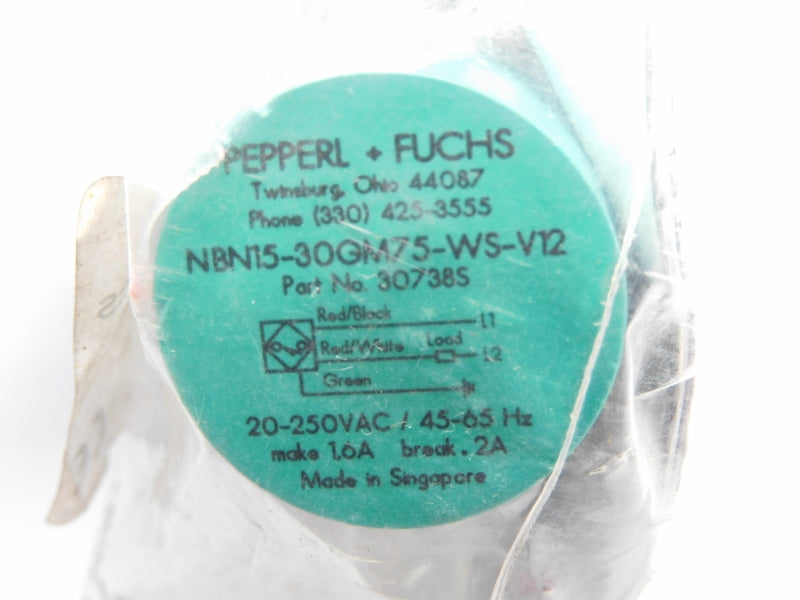 PEPPERL + FUCHS
Twinsburg, Ohio 44087
Phone (330) 425-3555
NBN15-30GM75-WS-V12
Part No. 30738S
Red/Black L1
Red/White Load L2
Green
20-250VAC / 45-65 Hz
make 1,6A break .2A
Made in Singapore